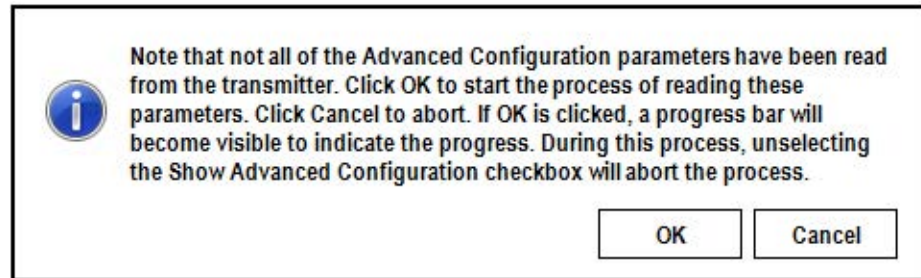 Note that not all of the Advanced Configuration parameters have been read
from the transmitter. Click OK to start the process of reading these
parameters. Click Cancel to abort. If OK is clicked, a progress bar will
become visible to indicate the progress. During this process, unselecting
the Show Advanced Configuration checkbox will abort the process.
OK Cancel